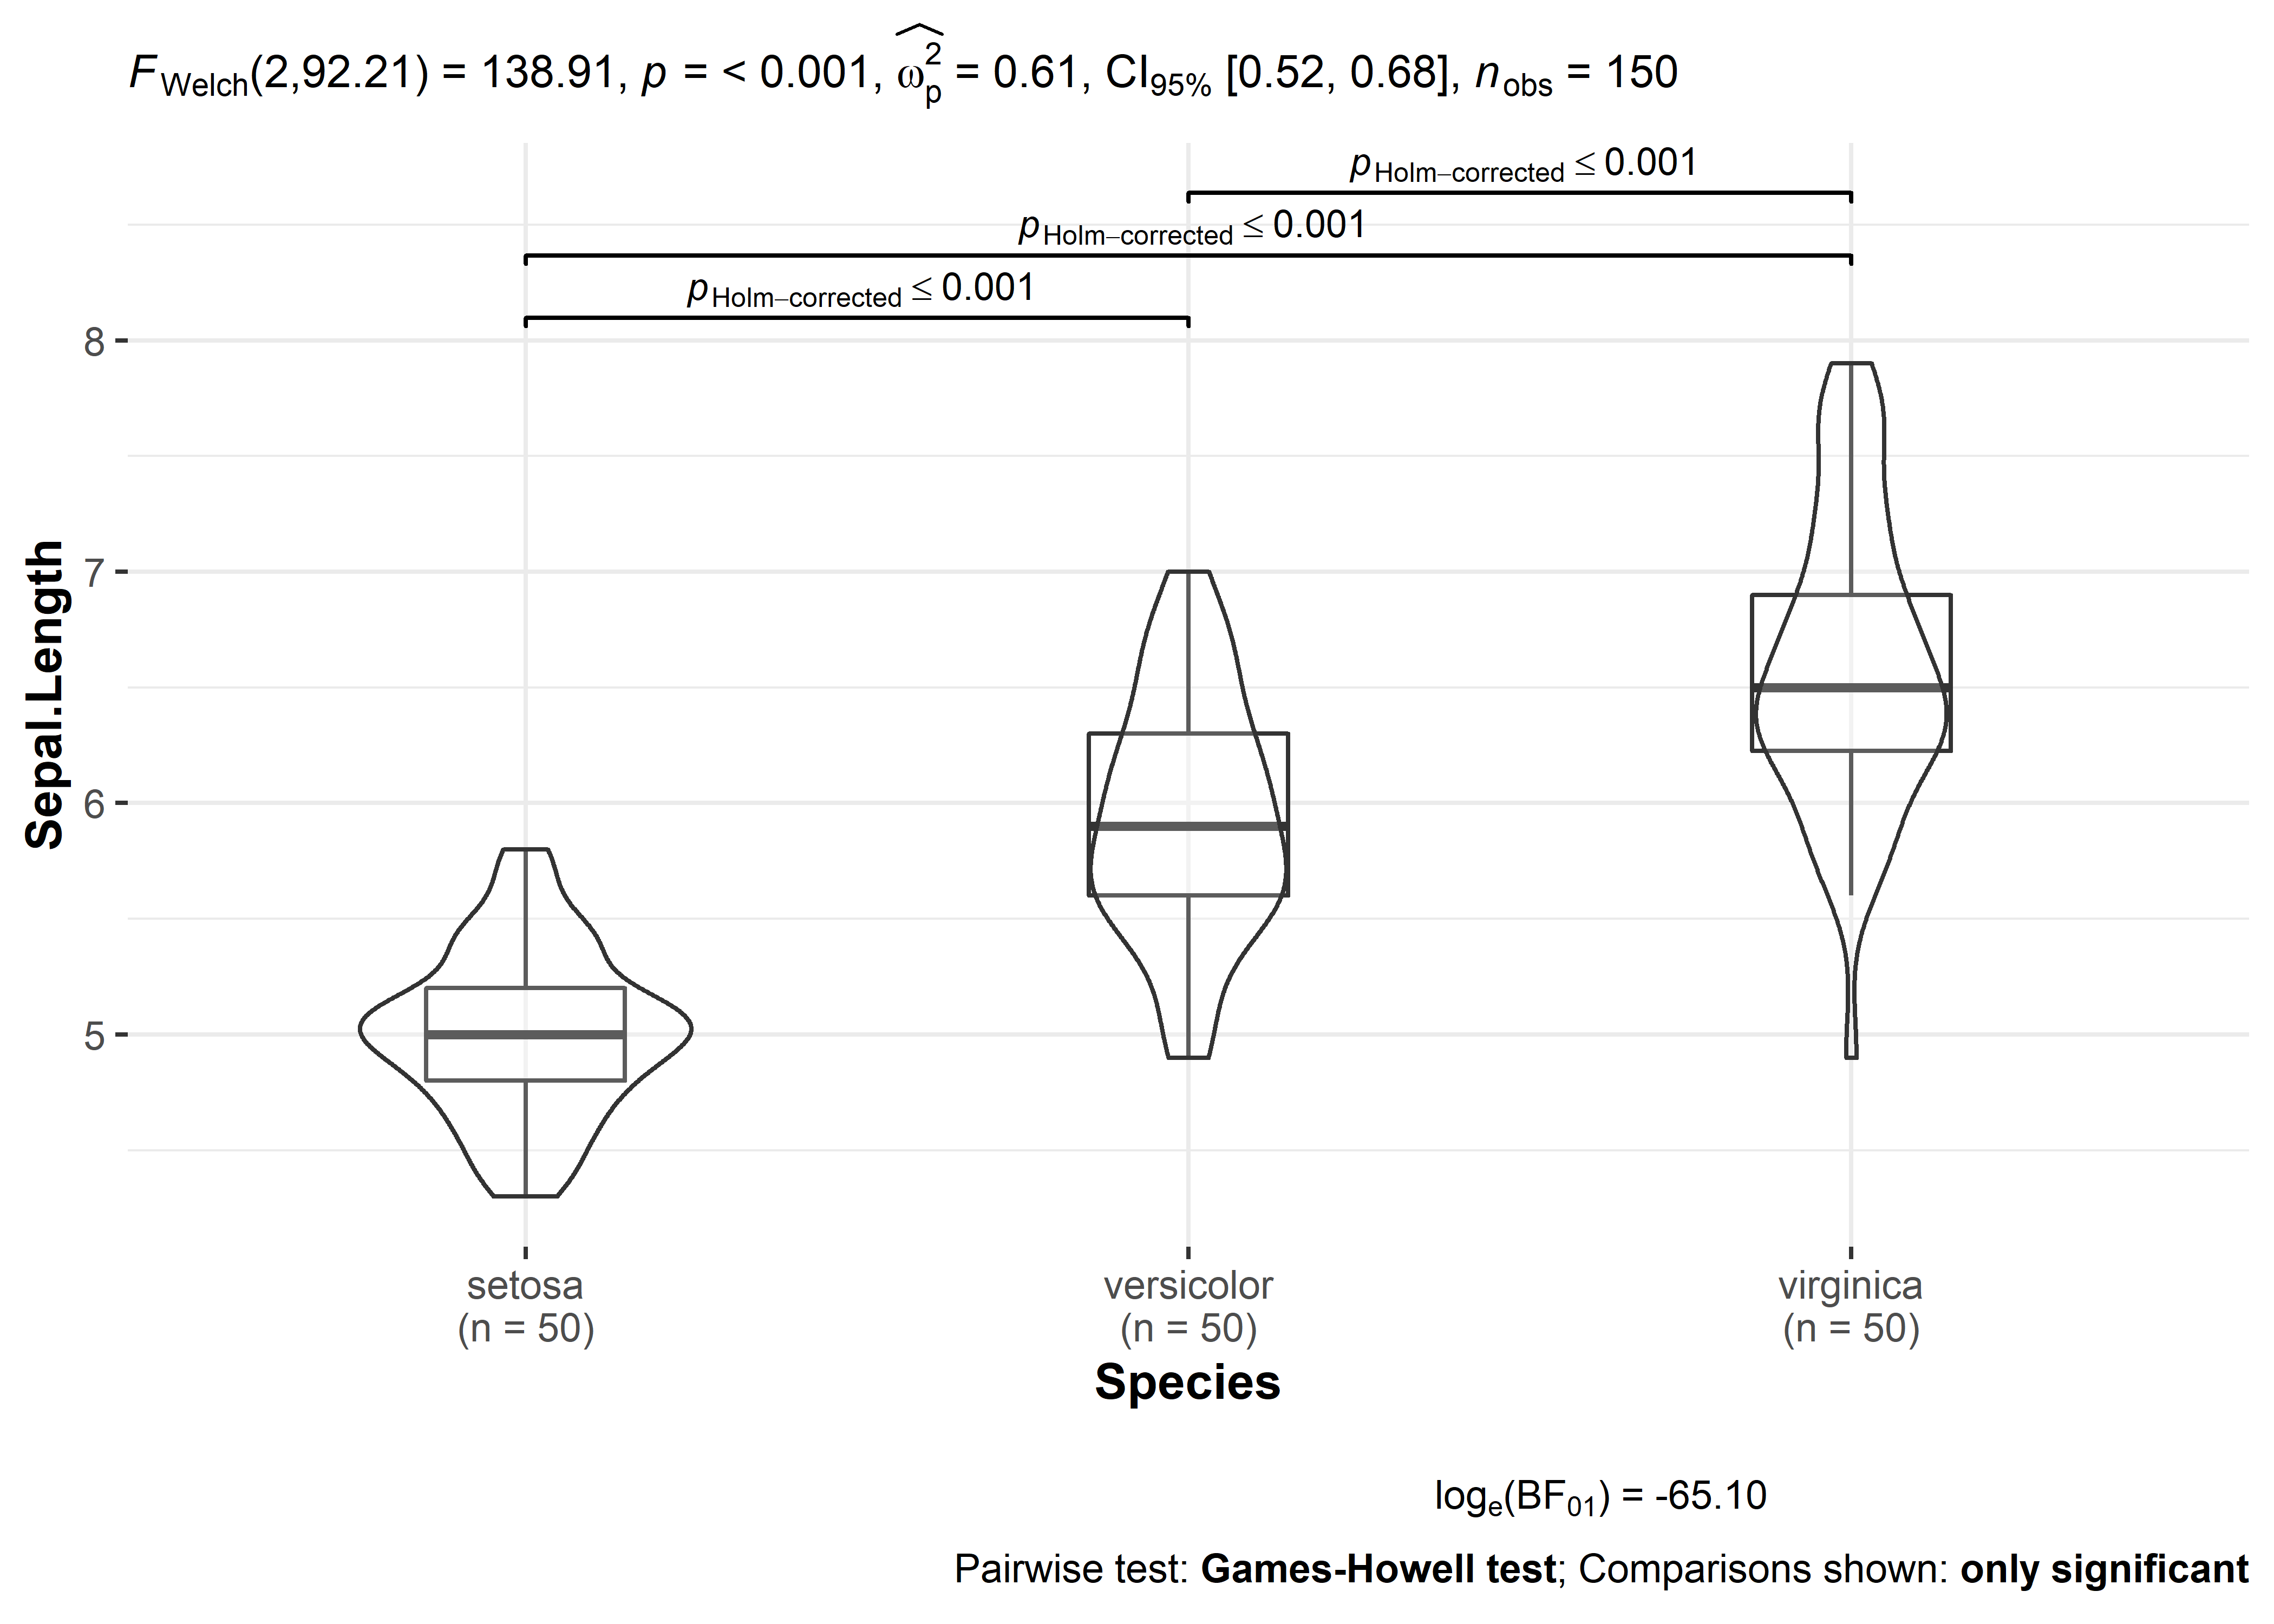 F Welch(2,92.21) = 138.91, p = < 0.001, ω̂²p = 0.61, CI95% [0.52, 0.68], nobs = 150
pHolm−corrected ≤ 0.001
pHolm−corrected ≤ 0.001
pHolm−corrected ≤ 0.001
8
7
6
5
Sepal.Length
setosa
(n = 50)
versicolor
(n = 50)
virginica
(n = 50)
Species
loge(BF01) = -65.10
Pairwise test: Games-Howell test; Comparisons shown: only significant